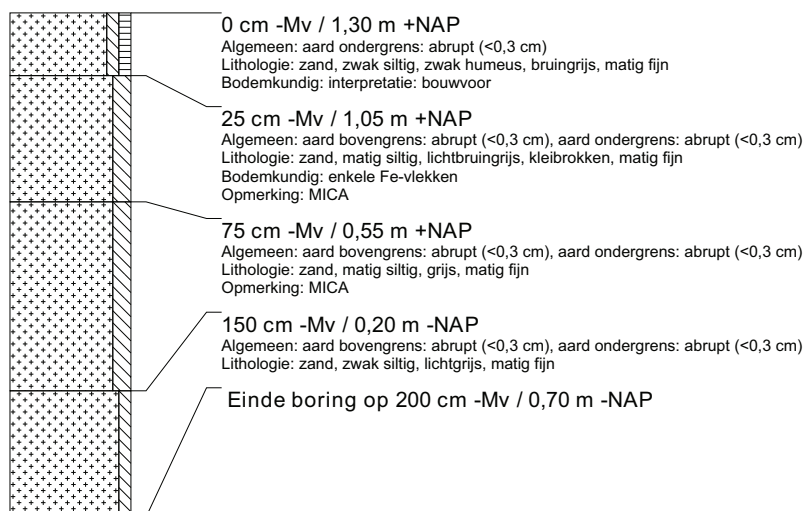 0 cm -Mv / 1,30 m +NAP
Algemeen: aard ondergrens: abrupt (<0,3 cm)
Lithologie: zand, zwak siltig, zwak humeus, bruingrijs, matig fijn
Bodemkundig: interpretatie: bouwvoor
25 cm -Mv / 1,05 m +NAP
Algemeen: aard bovengrens: abrupt (<0,3 cm), aard ondergrens: abrupt (<0,3 cm)
Lithologie: zand, matig siltig, lichtbruingrijs, kleibrokken, matig fijn
Bodemkundig: enkele Fe-vlekken
Opmerking: MICA
75 cm -Mv / 0,55 m +NAP
Algemeen: aard bovengrens: abrupt (<0,3 cm), aard ondergrens: abrupt (<0,3 cm)
Lithologie: zand, matig siltig, grijs, matig fijn
Opmerking: MICA
150 cm -Mv / 0,20 m -NAP
Algemeen: aard bovengrens: abrupt (<0,3 cm), aard ondergrens: abrupt (<0,3 cm)
Lithologie: zand, zwak siltig, lichtgrijs, matig fijn
Einde boring op 200 cm -Mv / 0,70 m -NAP